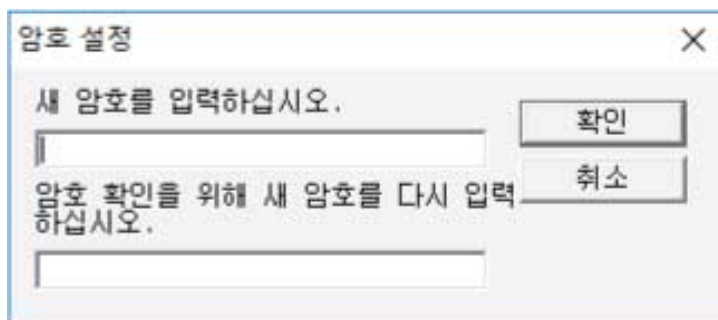 암호 설정
새 암호를 입력하십시오.
확인
취소
암호 확인을 위해 새 암호를 다시 입력
하십시오.